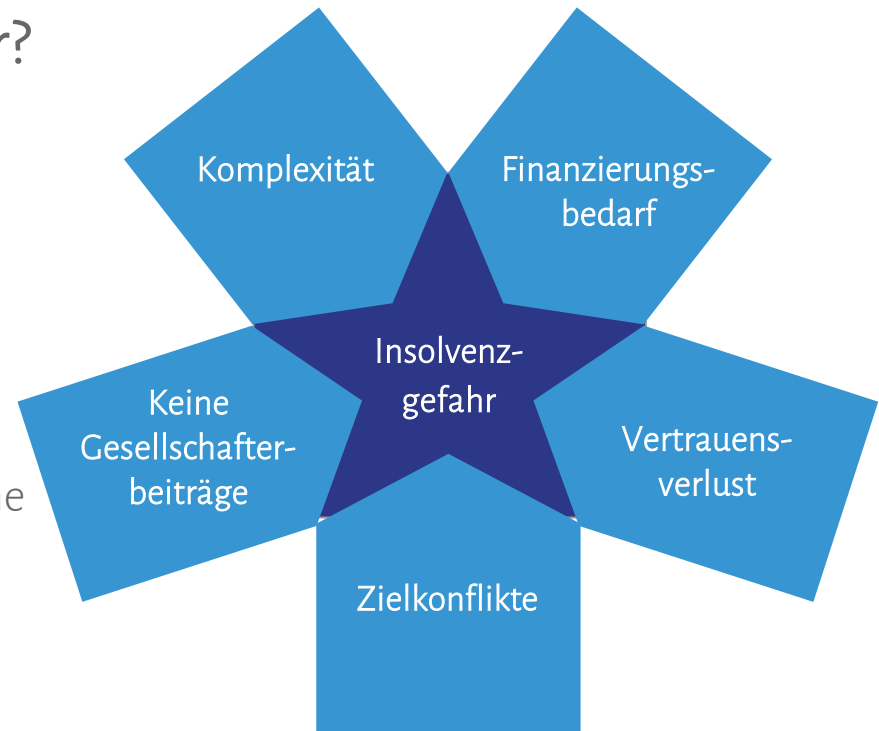 r?
Komplexität
Finanzierungs-
bedarf
Insolvenz-
gefahr
Keine
Gesellschafter-
beiträge
Vertrauens-
verlust
e
Zielkonflikte